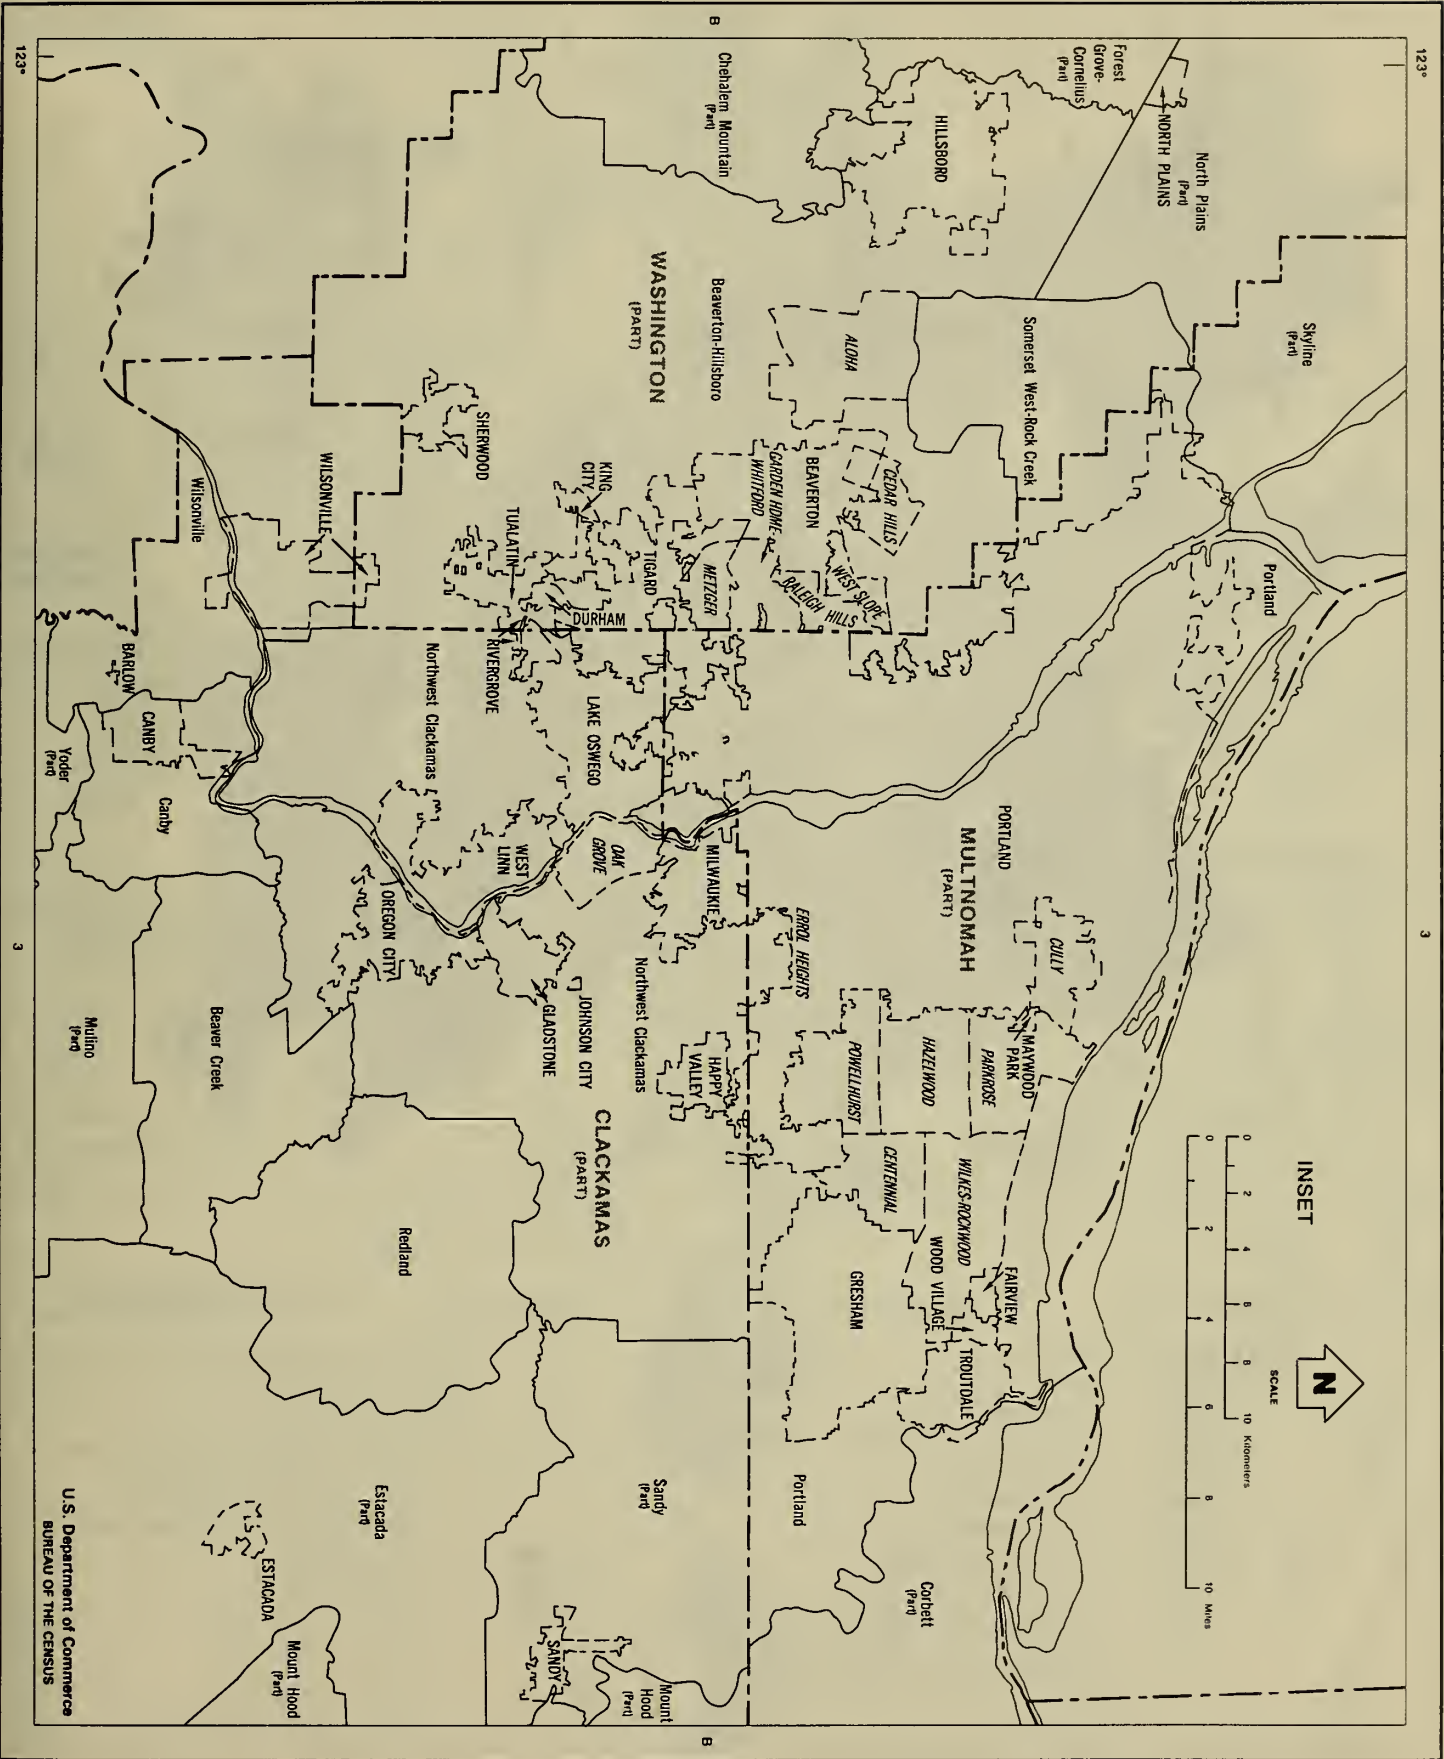 B
123°
3
123°
INSET
N
SCALE
0 2 4 6 8 10 Kilometers
0 2 4 6 8 10 Miles
Skyline
(Part)
North Plains
(Part)
NORTH PLAINS
Forest
Grove-
Cornelius
(Part)
Somerset West-Rock Creek
HILLSBORD
Portland
PORTLAND
MULTNOMAH
(PART)
CULLY
MAYWOOD
PARK
PARKROSE
HAZELWOOD
POWELLHURST
WILKES-ROCKWOOD
CENTENNIAL
FAIRVIEW
WOOD VILLAGE
TROUTDALE
GRESHAM
Corbett
(Part)
Portland
ALOHA
CEDAR HILLS
BEAVERTON
WEST SLOPE
RALEIGH HILLS
GARDEN HOME-
WHITFORD
ERROL HEIGHTS
Chehalem Mountain
(Part)
Beaverton-Hillsboro
WASHINGTON
(PART)
METZGER
TIGARD
KING
CITY
DURHAM
TUALATIN
RIVERGROVE
SHERWOOD
LAKE OSWEGO
MILWAUKIE
OAK
GROVE
HAPPY
VALLEY
Northwest Clackamas
JOHNSON CITY
GLADSTONE
CLACKAMAS
(PART)
WEST
LINN
Northwest Clackamas
OREGON CITY
Sandy
(Part)
SANDY
Mount
Hood
(Part)
Redland
Estacada
(Part)
ESTACADA
Mount Hood
(Part)
WILSONVILLE
Wilsonville
BARLOW
CANBY
Canby
Yoder
(Part)
Beaver Creek
Mulino
(Part)
3
B
U.S. Department of Commerce
BUREAU OF THE CENSUS